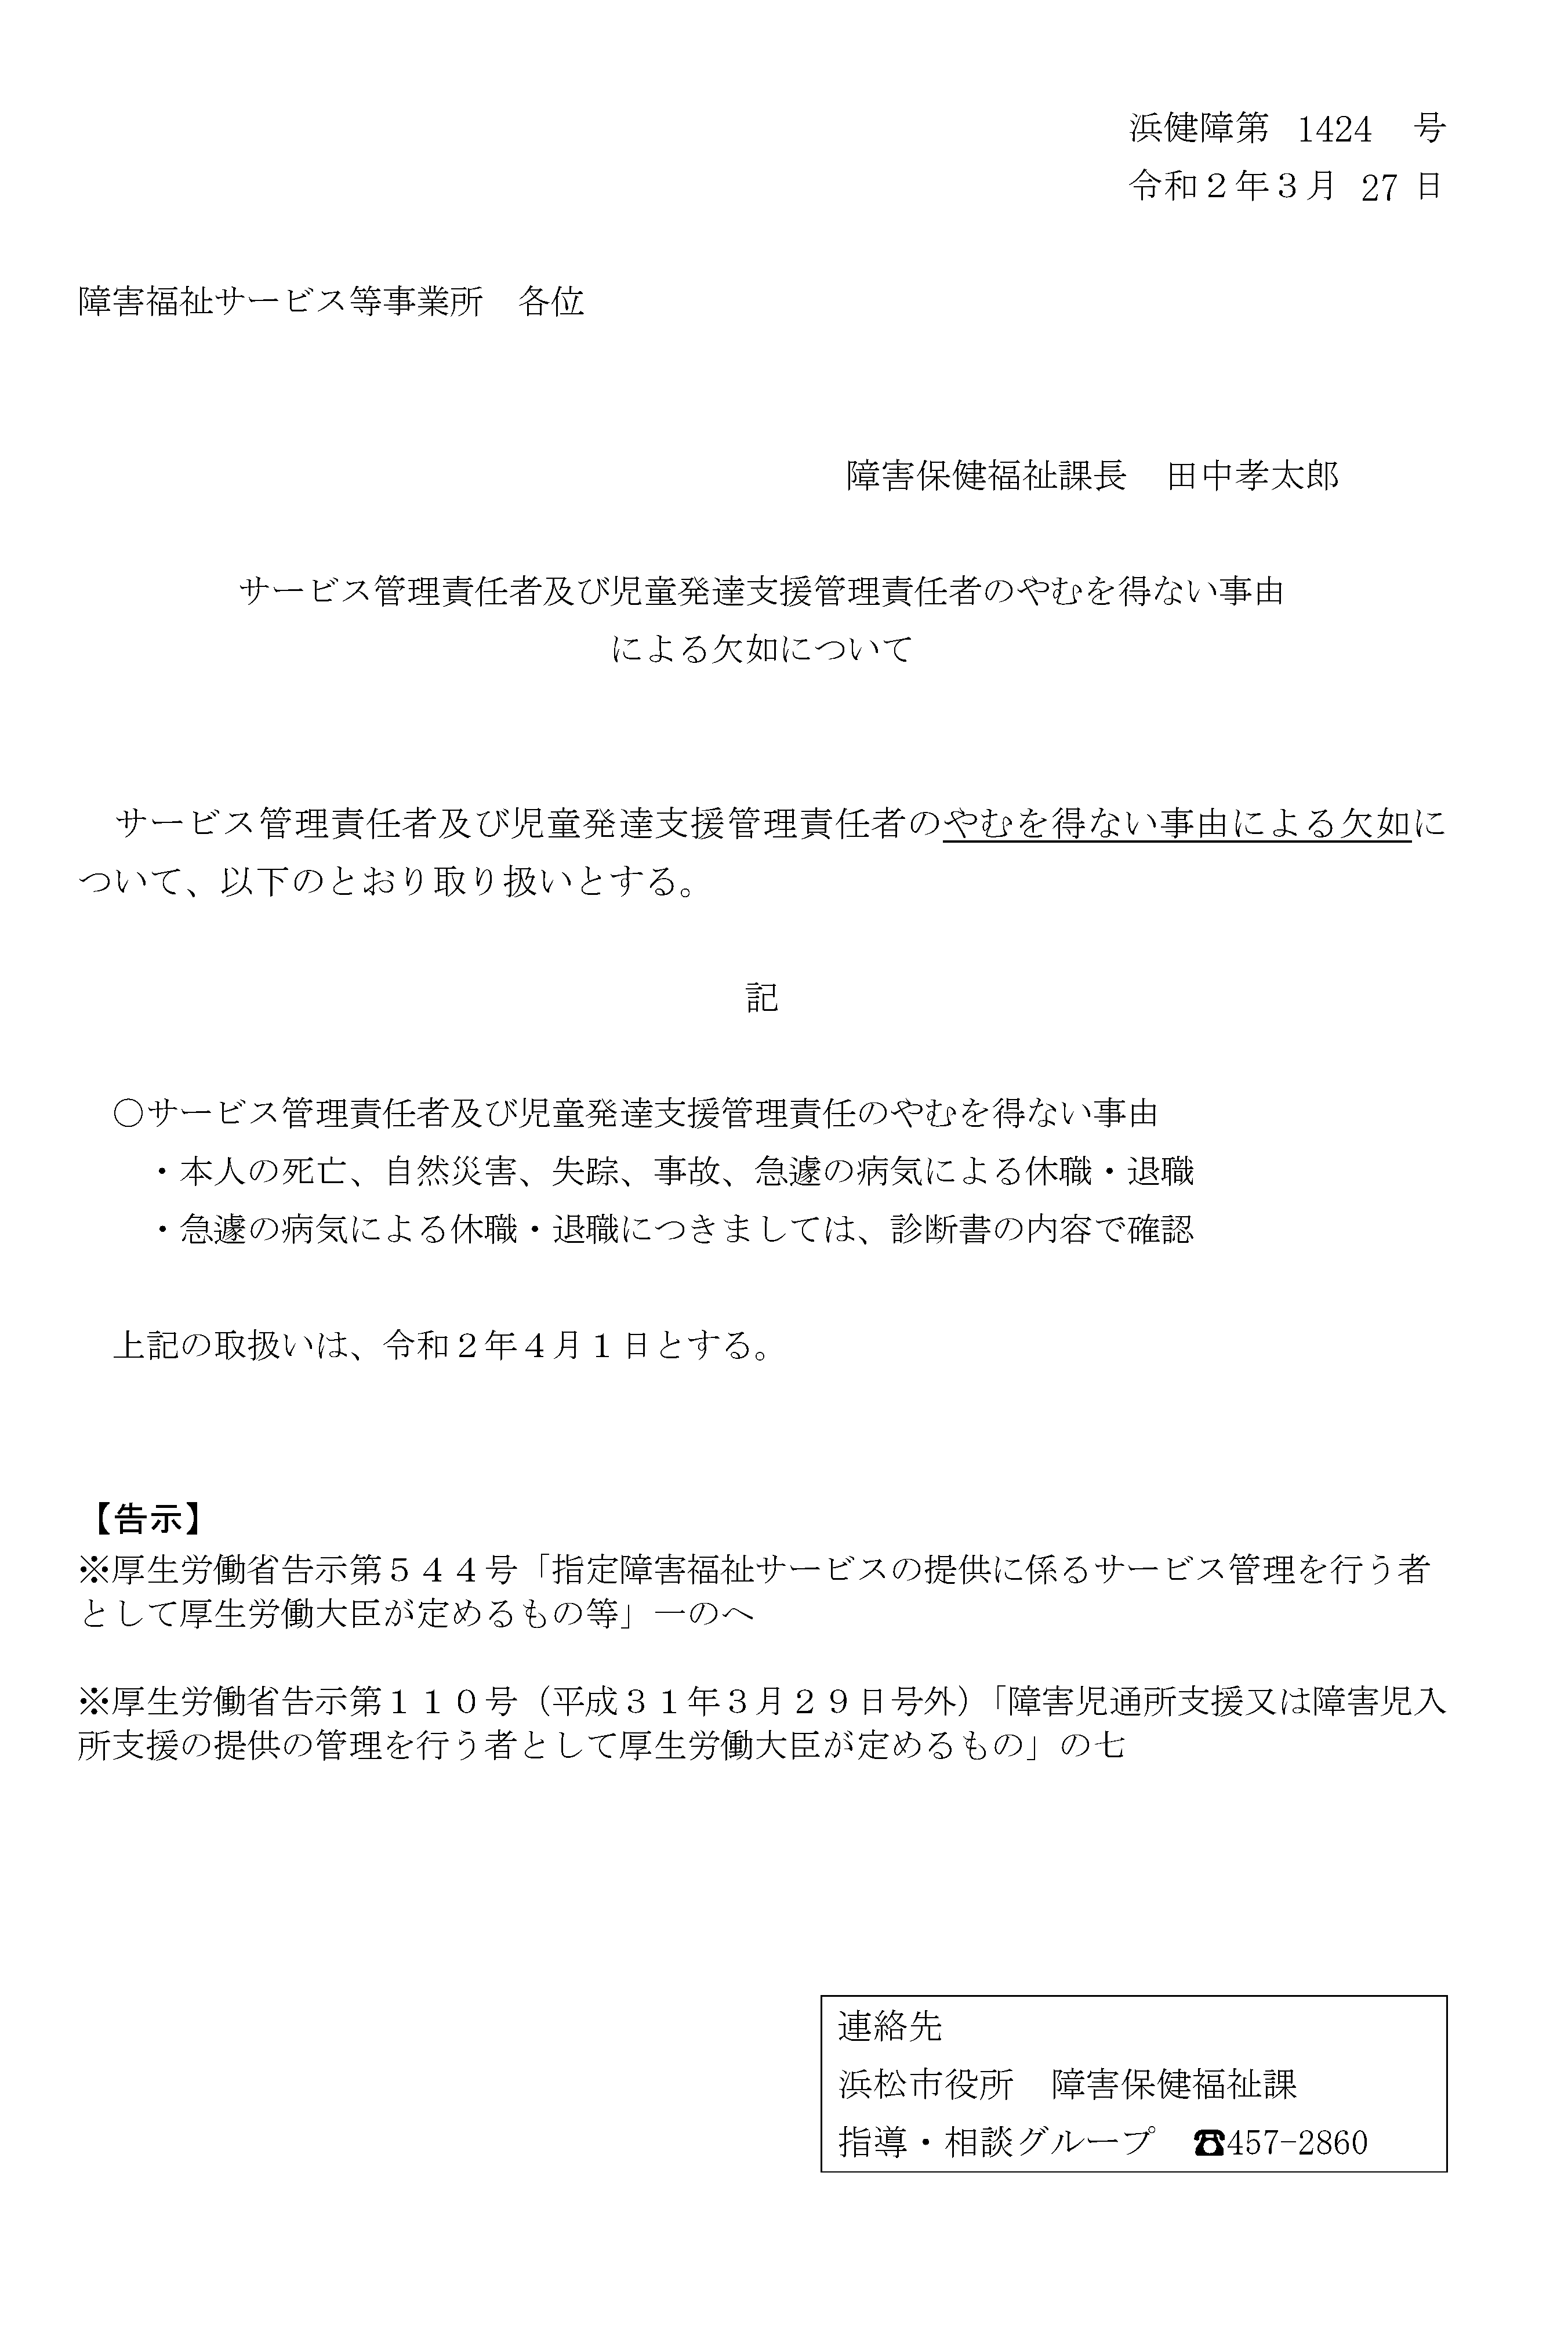 浜健障第 1424 号
令和２年３月 27 日
障害福祉サービス等事業所　各位
障害保健福祉課長　田中孝太郎
サービス管理責任者及び児童発達支援管理責任者のやむを得ない事由
による欠如について
サービス管理責任者及び児童発達支援管理責任者のやむを得ない事由による欠如に
ついて、以下のとおり取り扱いとする。
記
○サービス管理責任者及び児童発達支援管理責任のやむを得ない事由
・本人の死亡、自然災害、失踪、事故、急遽の病気による休職・退職
・急遽の病気による休職・退職につきましては、診断書の内容で確認
上記の取扱いは、令和２年４月１日とする。
【告示】
※厚生労働省告示第５４４号「指定障害福祉サービスの提供に係るサービス管理を行う者
として厚生労働大臣が定めるもの等」一のへ
※厚生労働省告示第１１０号（平成３１年３月２９日号外）「障害児通所支援又は障害児入
所支援の提供の管理を行う者として厚生労働大臣が定めるもの」の七
連絡先
浜松市役所　障害保健福祉課
指導・相談グループ　☎457-2860